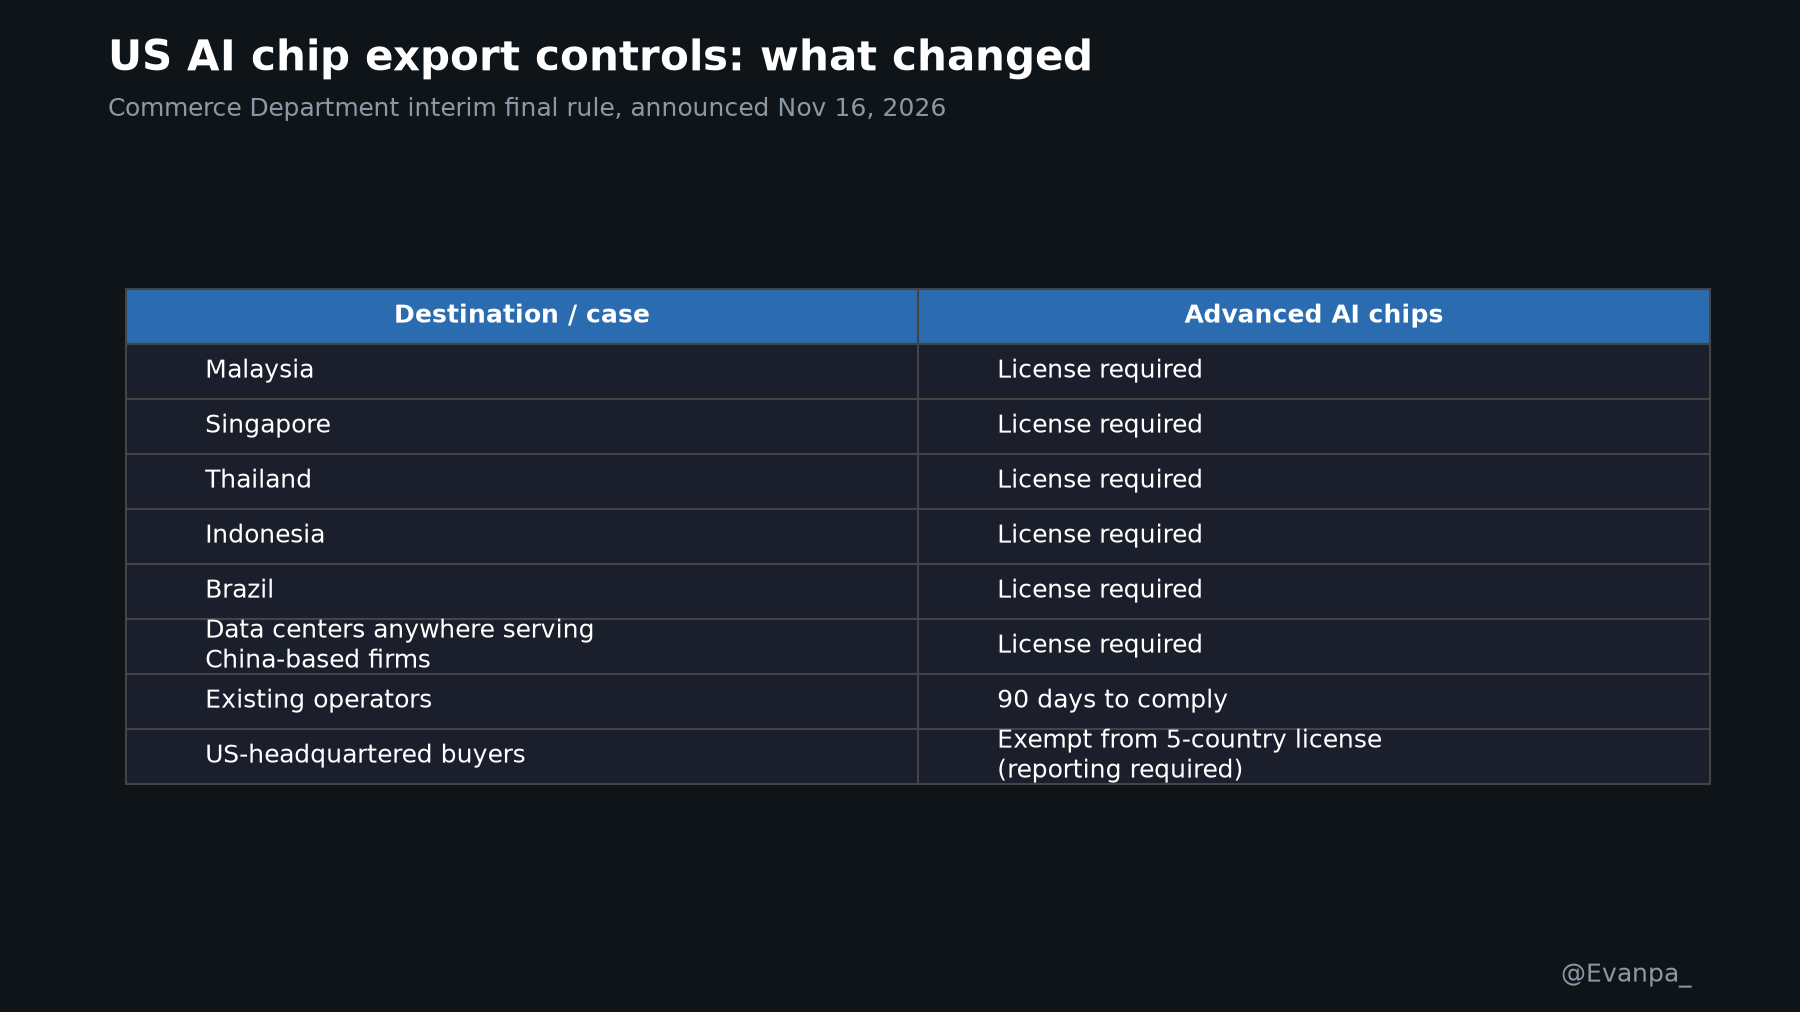 US AI chip export controls: what changed
Commerce Department interim final rule, announced Nov 16, 2026
Destination / case
Advanced AI chips
Malaysia
License required
Singapore
License required
Thailand
License required
Indonesia
License required
Brazil
License required
Data centers anywhere serving
China-based firms
License required
Existing operators
90 days to comply
US-headquartered buyers
Exempt from 5-country license
(reporting required)
@Evanpa_